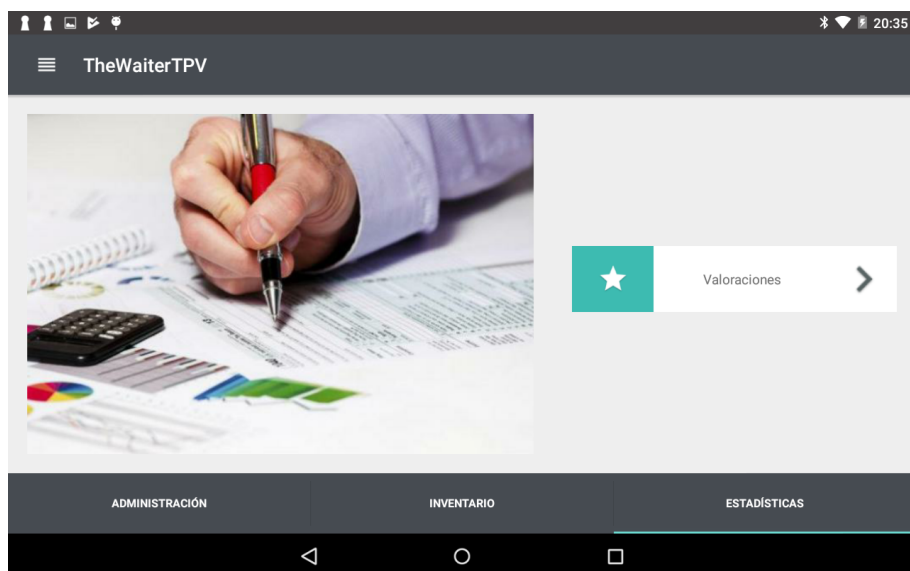 20:35
TheWaiterTPV
Valoraciones
ADMINISTRACIÓN
INVENTARIO
ESTADÍSTICAS